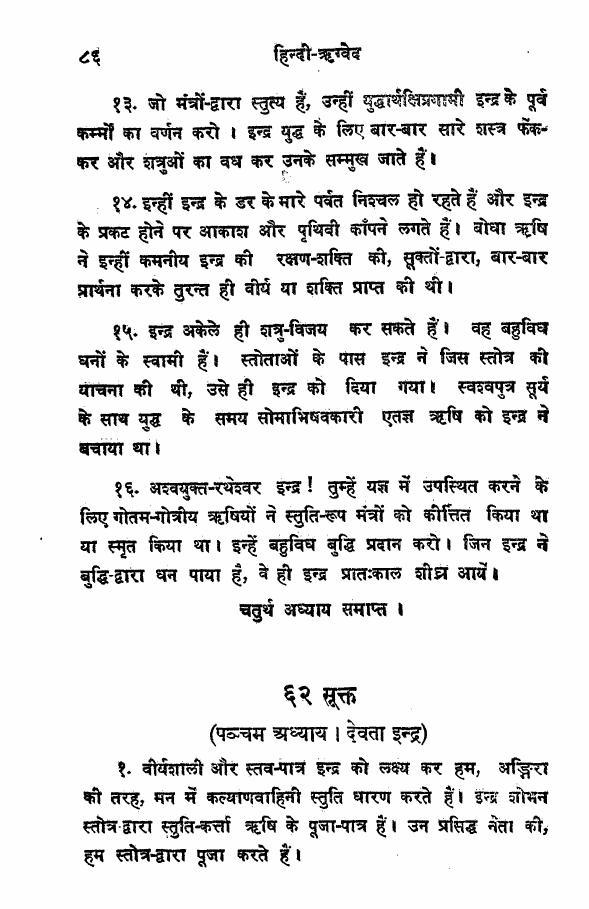 ८६ हिन्दी-ऋग्वेद
१३. जो मंत्रों-द्वारा स्तुत्य हैं, उन्हीं युद्धार्थक्षिप्रगामी इन्द्र के पूर्व
कर्म्मों का वर्णन करो । इन्द्र युद्ध के लिए बार-बार सारे शस्त्र फेंक-
कर और शत्रुओं का वध कर उनके सम्मुख जाते हैं।
१४. इन्हीं इन्द्र के डर के मारे पर्वत निश्चल हो रहते हैं और इन्द्र
के प्रकट होने पर आकाश और पृथिवी काँपने लगते हैं। बोधा ऋषि
ने इन्हीं कमनीय इन्द्र की रक्षण-शक्ति की, सूक्तों-द्वारा, बार-बार
प्रार्थना करके तुरन्त ही वीर्य या शक्ति प्राप्त की थी।
१५. इन्द्र अकेले ही शत्रु-विजय कर सकते हैं। वह बहुविध
धनों के स्वामी हैं। स्तोताओं के पास इन्द्र ने जिस स्तोत्र की
याचना की थी, उसे ही इन्द्र को दिया गया। स्वश्वपुत्र सूर्य
के साथ युद्ध के समय सोमाभिषवकारी एतज्ञ ऋषि को इन्द्र ने
बचाया था।
१६. अश्वयुक्त-रथेश्वर इन्द्र! तुम्हें यज्ञ में उपस्थित करने के
लिए गोतम-गोत्रीय ऋषियों ने स्तुति-रूप मंत्रों को कीर्त्तित किया था
या स्मृत किया था। इन्हें बहुविध बुद्धि प्रदान करो। जिन इन्द्र ने
बुद्धि-द्वारा धन पाया है, वे ही इन्द्र प्रातःकाल शीघ्र आयें।
चतुर्थ अध्याय समाप्त ।
६२ सूक्त
(पञ्चम अध्याय । देवता इन्द्र)
१. वीर्यशाली और स्तव-पात्र इन्द्र को लक्ष्य कर हम, अङ्गिरा
की तरह, मन में कल्याणवाहिनी स्तुति धारण करते हैं। इन्द्र शोभन
स्तोत्र-द्वारा स्तुति-कर्त्ता ऋषि के पूजा-पात्र हैं। उन प्रसिद्ध नेता की,
हम स्तोत्र-द्वारा पूजा करते हैं।